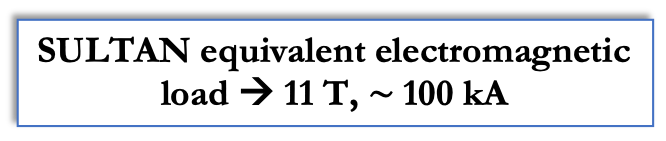 SULTAN equivalent electromagnetic
load → 11 T, ~ 100 kA